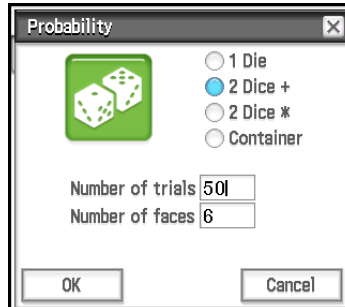 Probability
1 Die
2 Dice +
2 Dice *
Container
Number of trials 50
Number of faces 6
OK Cancel